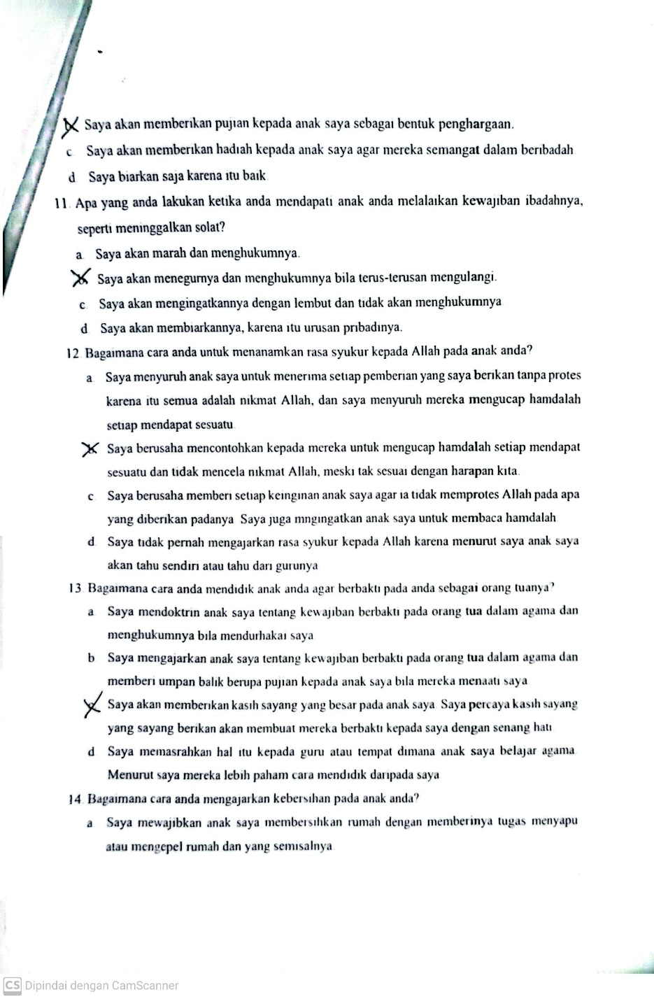 Saya akan memberikan pujian kepada anak saya sebagai bentuk penghargaan.
c Saya akan memberikan hadiah kepada anak saya agar mereka semangat dalam beribadah
d Saya biarkan saja karena itu baik
11. Apa yang anda lakukan ketika anda mendapati anak anda melalaikan kewajiban ibadahnya,
seperti meninggalkan solat?
a Saya akan marah dan menghukumnya.
b Saya akan menegurnya dan menghukumnya bila terus-terusan mengulangi.
c Saya akan mengingatkannya dengan lembut dan tidak akan menghukumnya
d Saya akan membiarkannya, karena itu urusan pribadinya.
12. Bagaimana cara anda untuk menanamkan rasa syukur kepada Allah pada anak anda?
a Saya menyuruh anak saya untuk menerima setiap pemberian yang saya berikan tanpa protes
karena itu semua adalah nikmat Allah, dan saya menyuruh mereka mengucap hamdalah
setiap mendapat sesuatu
b Saya berusaha mencontohkan kepada mereka untuk mengucap hamdalah setiap mendapat
sesuatu dan tidak mencela nikmat Allah, meski tak sesuai dengan harapan kita.
c Saya berusaha memberi setiap keinginan anak saya agar ia tidak memprotes Allah pada apa
yang diberikan padanya Saya juga mngingatkan anak saya untuk membaca hamdalah
d Saya tidak pernah mengajarkan rasa syukur kepada Allah karena menurut saya anak saya
akan tahu sendiri atau tahu dari gurunya
13. Bagaimana cara anda mendidik anak anda agar berbakti pada anda sebagai orang tuanya?
a Saya mendoktrin anak saya tentang kewajiban berbakti pada orang tua dalam agama dan
menghukumnya bila mendurhakai saya
b Saya mengajarkan anak saya tentang kewajiban berbakti pada orang tua dalam agama dan
memberi umpan balik berupa pujian kepada anak saya bila mereka menaati saya
c Saya akan memberikan kasih sayang yang besar pada anak saya. Saya percaya kasih sayang
yang sayang berikan akan membuat mereka berbakti kepada saya dengan senang hati
d Saya memasrahkan hal itu kepada guru atau tempat dimana anak saya belajar agama
Menurut saya mereka lebih paham cara mendidik daripada saya
14. Bagaimana cara anda mengajarkan kebersihan pada anak anda?
a Saya mewajibkan anak saya membersihkan rumah dengan memberinya tugas menyapu
atau mengepel rumah dan yang semisalnya
CS Dipindai dengan CamScanner